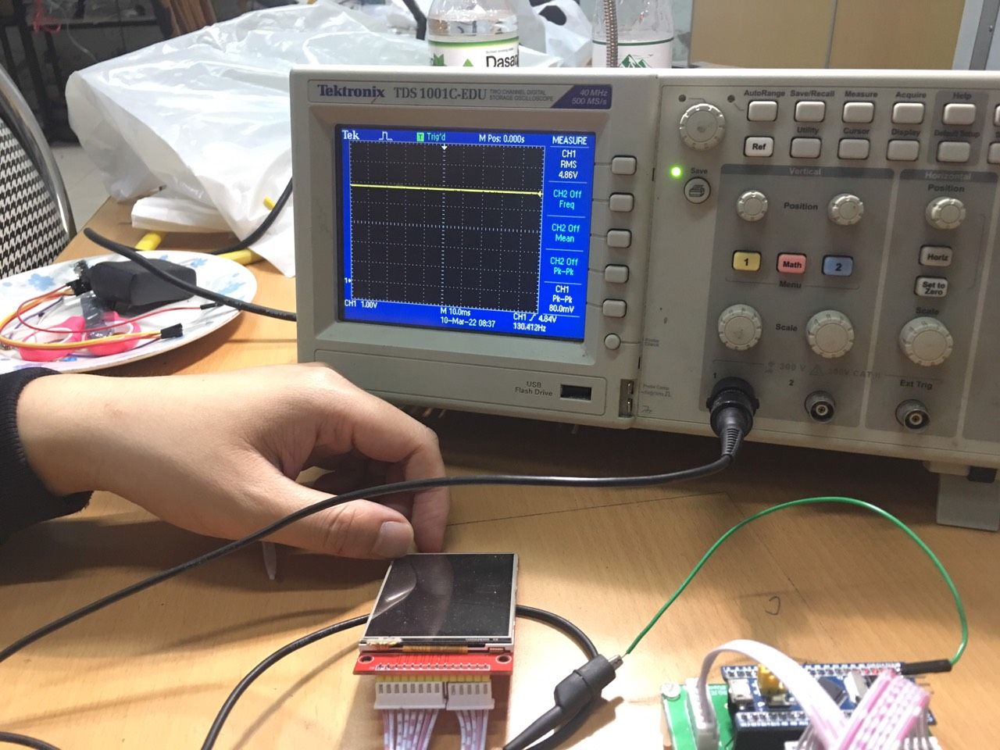 Dasa
Tektronix TDS 1001C-EDU TWO CHANNEL DIGITAL STORAGE OSCILLOSCOPE
40 MHz
500 MS/s
Tek T Trig'd M Pos: 0.000s MEASURE
CH1
RMS
4.86V
CH2 Off
Freq
CH2 Off
Mean
CH2 Off
Pk-Pk
CH1
Pk-Pk
80.0mV
1
CH1 1.00V M 10.0ms CH1 4.84V
10-Mar-22 08:37 130.412Hz
AutoRange Save/Recall Measure Acquire Help
Utility Cursor Display Default Setup
Ref
Save
Vertical Horizontal
Position Position
1 Math 2 Horiz
Menu
Set to
Zero
Scale Scale
300 V CAT
1 2 Ext Trig
USB
Flash Drive
Probe Comp